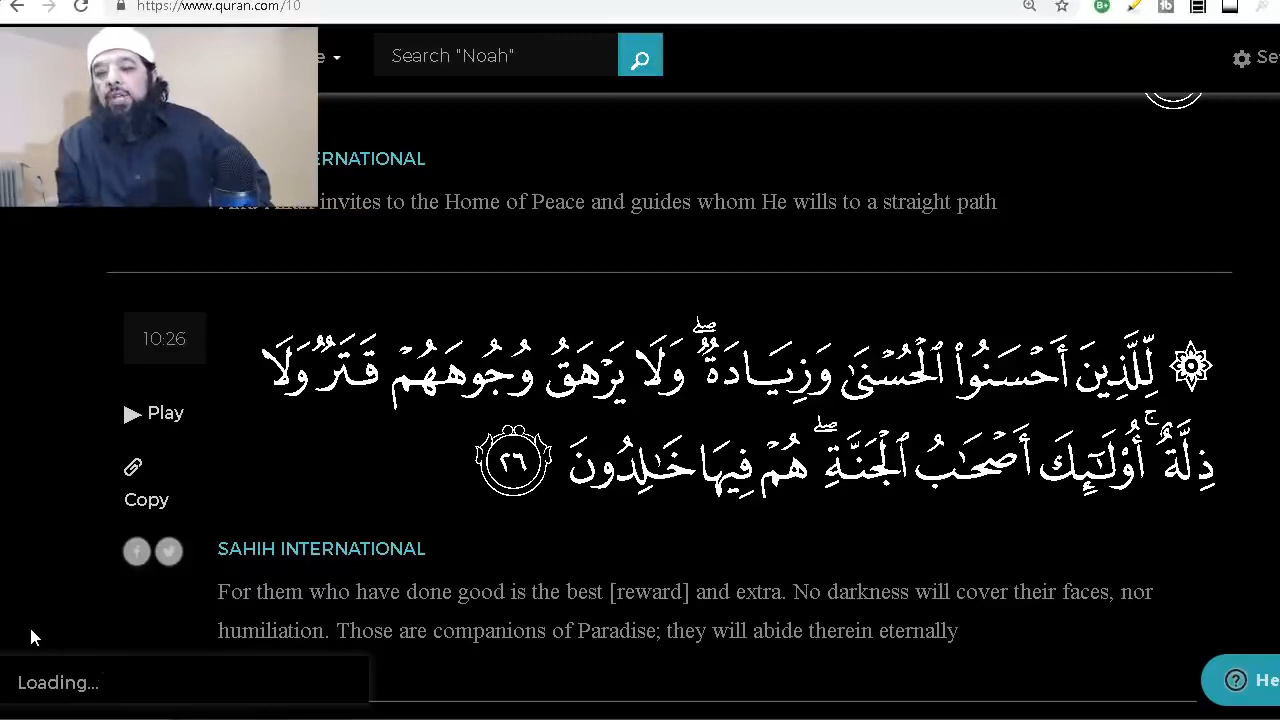 https://www.quran.com/10
e
Search "Noah"
ERNATIONAL
invites to the Home of Peace and guides whom He wills to a straight path
10:26
۞ لِّلَّذِينَ أَحْسَنُوا۟ ٱلْحُسْنَىٰ وَزِيَادَةٌ ۖ وَلَا يَرْهَقُ وُجُوهَهُمْ قَتَرٌ وَلَا
ذِلَّةٌ ۚ أُو۟لَـٰٓئِكَ أَصْحَـٰبُ ٱلْجَنَّةِ ۖ هُمْ فِيهَا خَـٰلِدُونَ ٢٦
Play
Copy
SAHIH INTERNATIONAL
For them who have done good is the best [reward] and extra. No darkness will cover their faces, nor
humiliation. Those are companions of Paradise; they will abide therein eternally
Loading...
He